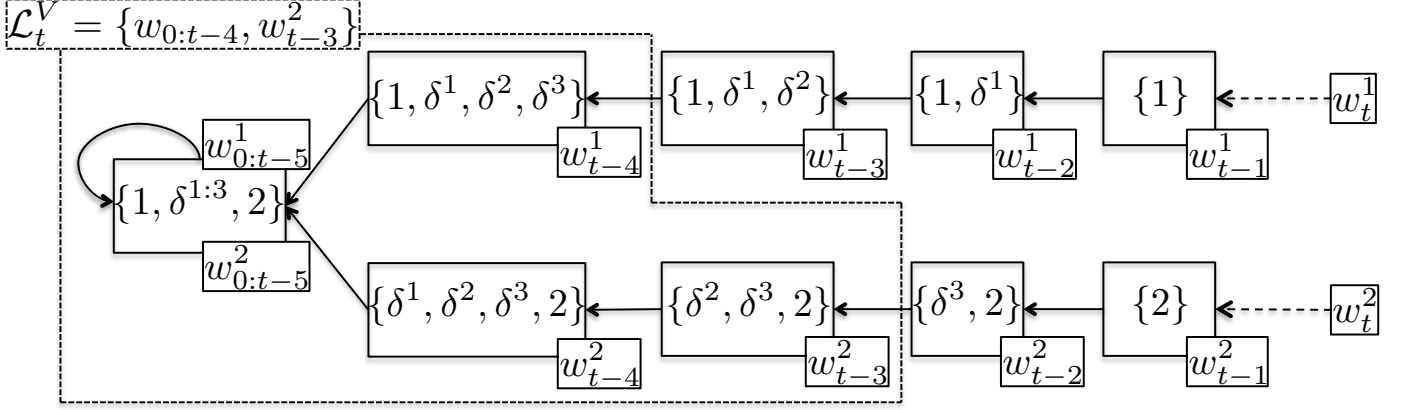 $\mathcal{L}_t^V = \{w_{0:t-4}, w_{t-3}^2\}$
$\{1, \delta^1, \delta^2, \delta^3\}$ $\{1, \delta^1, \delta^2\}$ $\{1, \delta^1\}$ $\{1\}$ $w_t^1$
$w_{0:t-5}^1$ $w_{t-4}^1$ $w_{t-3}^1$ $w_{t-2}^1$ $w_{t-1}^1$
$\{1, \delta^{1:3}, 2\}$
$w_{0:t-5}^2$
$\{\delta^1, \delta^2, \delta^3, 2\}$ $\{\delta^2, \delta^3, 2\}$ $\{\delta^3, 2\}$ $\{2\}$ $w_t^2$
$w_{t-4}^2$ $w_{t-3}^2$ $w_{t-2}^2$ $w_{t-1}^2$